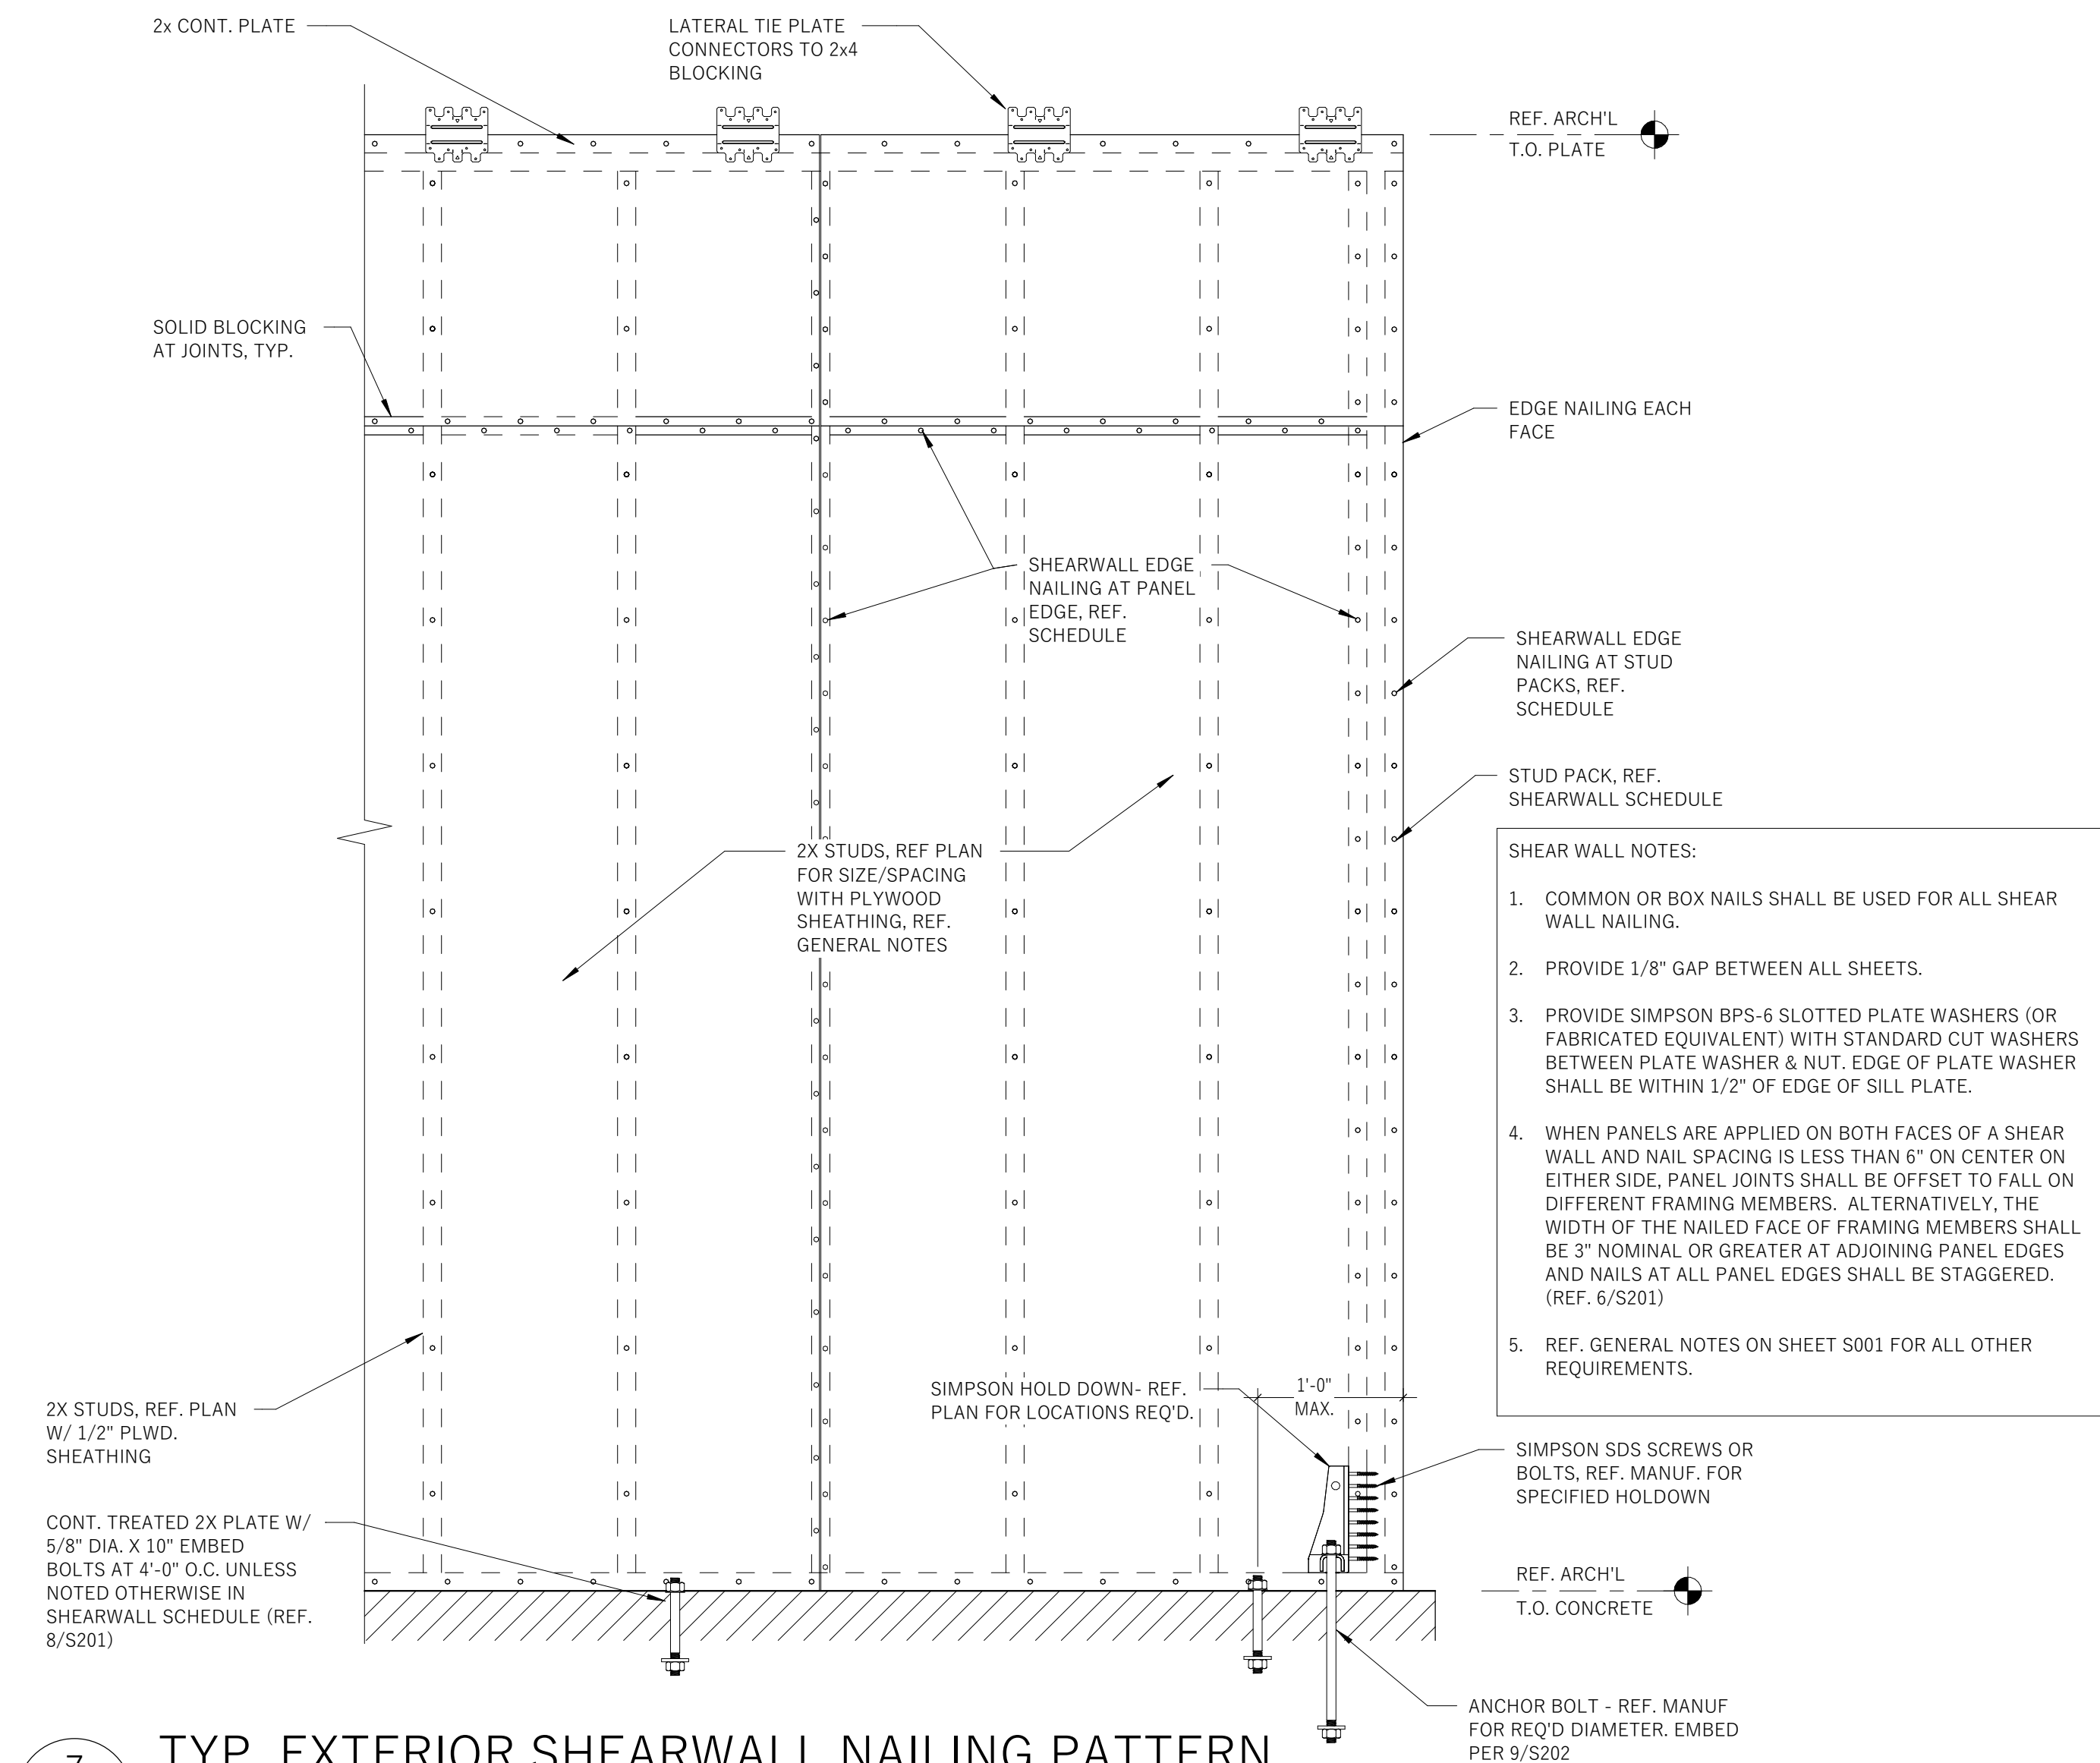 2x CONT. PLATE
LATERAL TIE PLATE
CONNECTORS TO 2x4
BLOCKING
REF. ARCH'L
T.O. PLATE
SOLID BLOCKING
AT JOINTS, TYP.
EDGE NAILING EACH
FACE
SHEARWALL EDGE
NAILING AT PANEL
EDGE, REF.
SCHEDULE
SHEARWALL EDGE
NAILING AT STUD
PACKS, REF.
SCHEDULE
STUD PACK, REF.
SHEARWALL SCHEDULE
2X STUDS, REF PLAN
FOR SIZE/SPACING
WITH PLYWOOD
SHEATHING, REF.
GENERAL NOTES
SHEAR WALL NOTES:
1. COMMON OR BOX NAILS SHALL BE USED FOR ALL SHEAR
WALL NAILING.
2. PROVIDE 1/8" GAP BETWEEN ALL SHEETS.
3. PROVIDE SIMPSON BPS-6 SLOTTED PLATE WASHERS (OR
FABRICATED EQUIVALENT) WITH STANDARD CUT WASHERS
BETWEEN PLATE WASHER & NUT. EDGE OF PLATE WASHER
SHALL BE WITHIN 1/2" OF EDGE OF SILL PLATE.
4. WHEN PANELS ARE APPLIED ON BOTH FACES OF A SHEAR
WALL AND NAIL SPACING IS LESS THAN 6" ON CENTER ON
EITHER SIDE, PANEL JOINTS SHALL BE OFFSET TO FALL ON
DIFFERENT FRAMING MEMBERS. ALTERNATIVELY, THE
WIDTH OF THE NAILED FACE OF FRAMING MEMBERS SHALL
BE 3" NOMINAL OR GREATER AT ADJOINING PANEL EDGES
AND NAILS AT ALL PANEL EDGES SHALL BE STAGGERED.
(REF. 6/S201)
5. REF. GENERAL NOTES ON SHEET S001 FOR ALL OTHER
REQUIREMENTS.
2X STUDS, REF. PLAN
W/ 1/2" PLWD.
SHEATHING
SIMPSON HOLD DOWN- REF.
PLAN FOR LOCATIONS REQ'D.
1'-0"
MAX.
SIMPSON SDS SCREWS OR
BOLTS, REF. MANUF. FOR
SPECIFIED HOLDOWN
CONT. TREATED 2X PLATE W/
5/8" DIA. X 10" EMBED
BOLTS AT 4'-0" O.C. UNLESS
NOTED OTHERWISE IN
SHEARWALL SCHEDULE (REF.
8/S201)
REF. ARCH'L
T.O. CONCRETE
ANCHOR BOLT - REF. MANUF
FOR REQ'D DIAMETER. EMBED
PER 9/S202
7
TYP. EXTERIOR SHEARWALL NAILING PATTERN